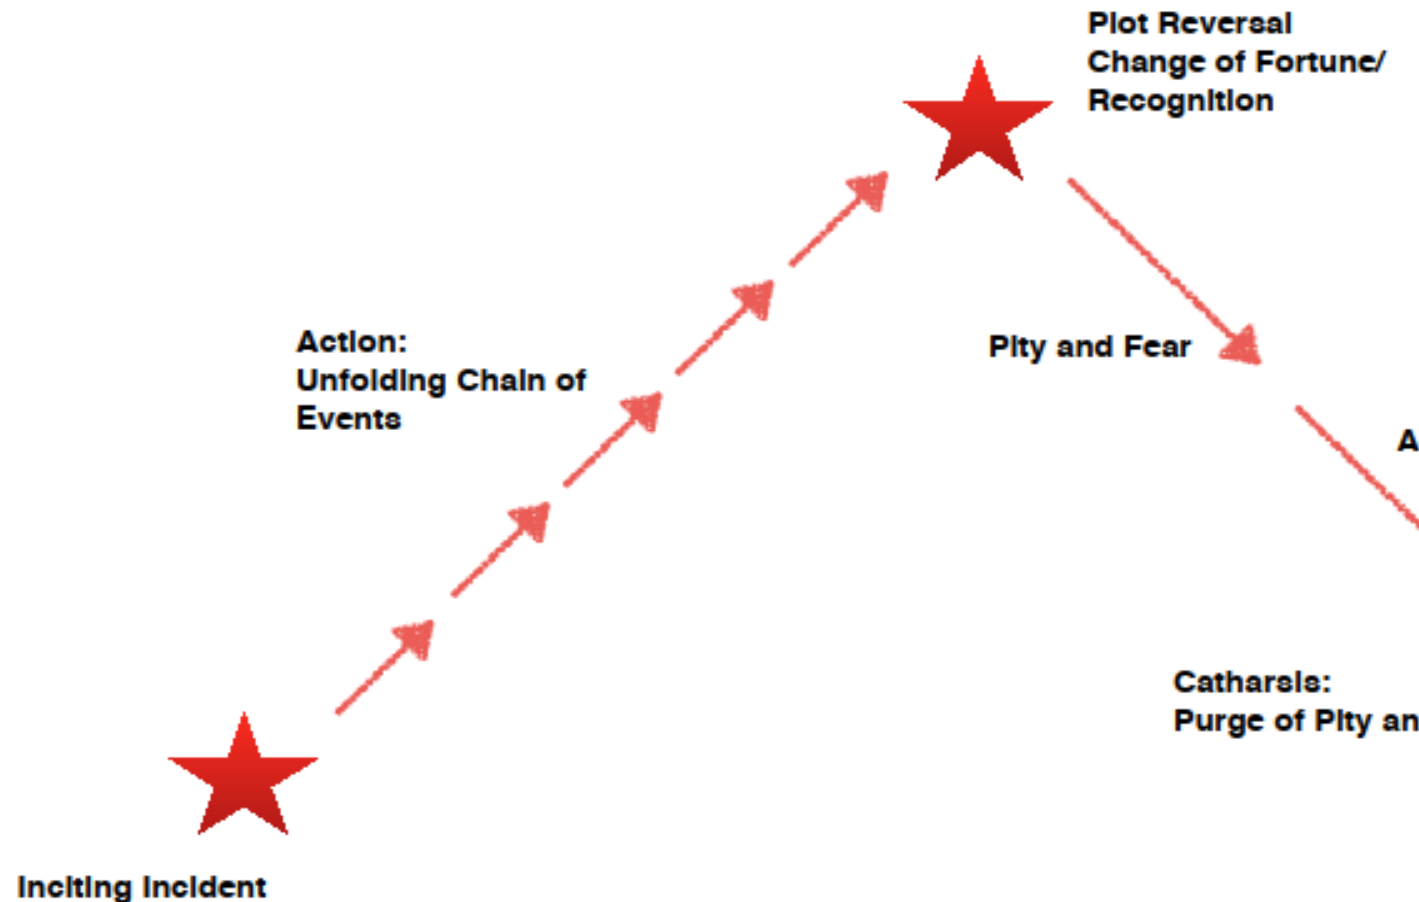 Plot Reversal
Change of Fortune/
Recognition
Action:
Unfolding Chain of
Events
Pity and Fear
A
Catharsis:
Purge of Pity an
Inciting Incident